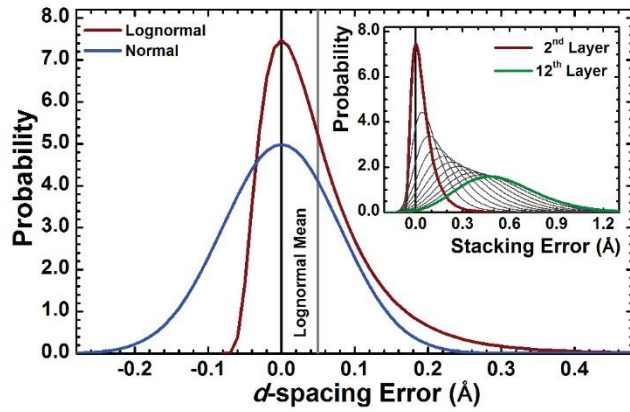 Lognormal
Normal
Probability
8.0
7.0
6.0
5.0
4.0
3.0
2.0
1.0
0.0
Lognormal Mean
-0.2
-0.1
0.0
0.1
0.2
0.3
0.4
d-spacing Error (Å)
2nd Layer
12th Layer
Probability
8.0
6.0
4.0
2.0
0.0
0.0
0.3
0.6
0.9
1.2
Stacking Error (Å)